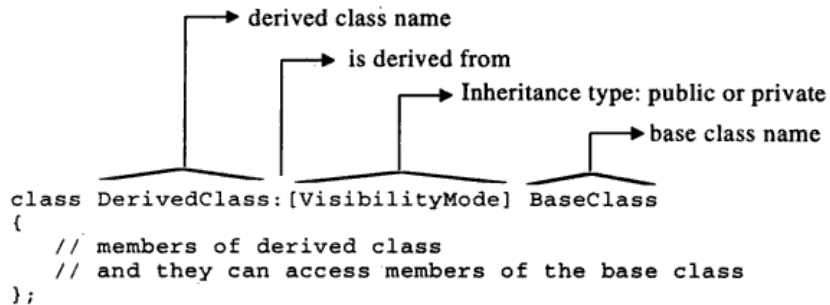 derived class name
is derived from
Inheritance type: public or private
base class name
class DerivedClass:[VisibilityMode] BaseClass
{
// members of derived class
// and they can access members of the base class
};